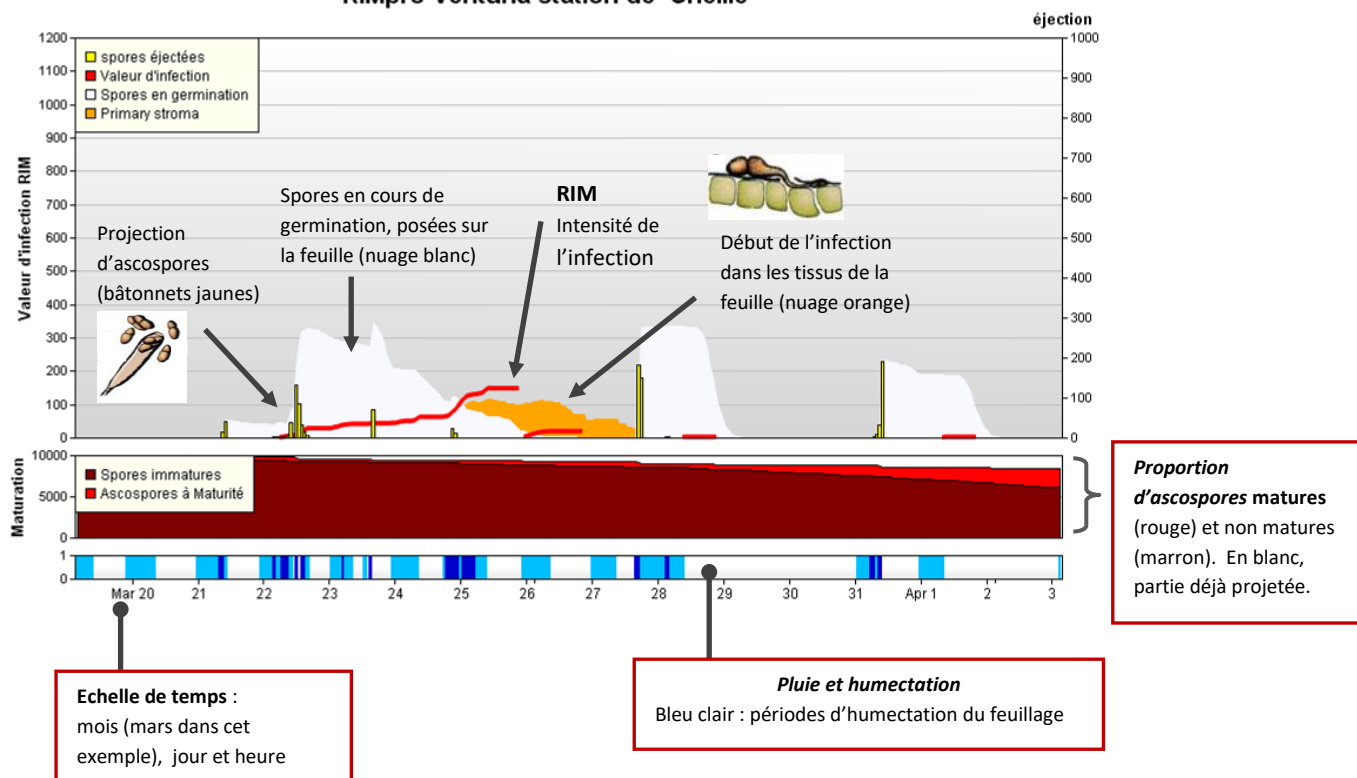 éjection
1200
1100
1000
900
800
700
600
500
400
300
200
100
0
Valeur d'infection RIM
spores éjectées
Valeur d'infection
Spores en germination
Primary stroma
1000
900
800
700
600
500
400
300
200
100
0
Projection
d'ascospores
(bâtonnets jaunes)
Spores en cours de
germination, posées sur
la feuille (nuage blanc)
RIM
Intensité de
l'infection
Début de l'infection
dans les tissus de la
feuille (nuage orange)
10000
5000
0
Maturation
Spores immatures
Ascospores à Maturité
1
0
Mar 20 21 22 23 24 25 26 27 28 29 30 31 Apr 1 2 3
Proportion
d'ascospores matures
(rouge) et non matures
(marron). En blanc,
partie déjà projetée.
Echelle de temps :
mois (mars dans cet
exemple), jour et heure
Pluie et humectation
Bleu clair : périodes d'humectation du feuillage